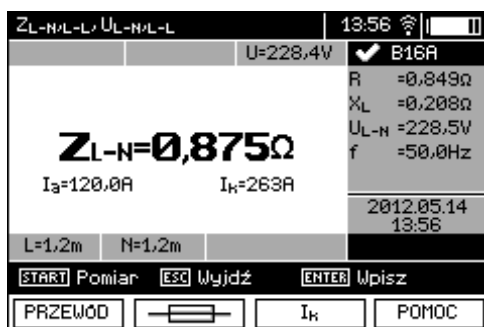 ZL-N,L-L, UL-N,L-L 13:56
U=228,4V B16A
R =0,849Ω
XL =0,208Ω
UL-N =228,5V
f =50,0Hz
ZL-N=0,875Ω
Ia=120,0A Ik=263A
2012.05.14
13:56
L=1,2m N=1,2m
START Pomiar ESC Wyjdź ENTER Wpisz
PRZEWÓD Ik POMOC